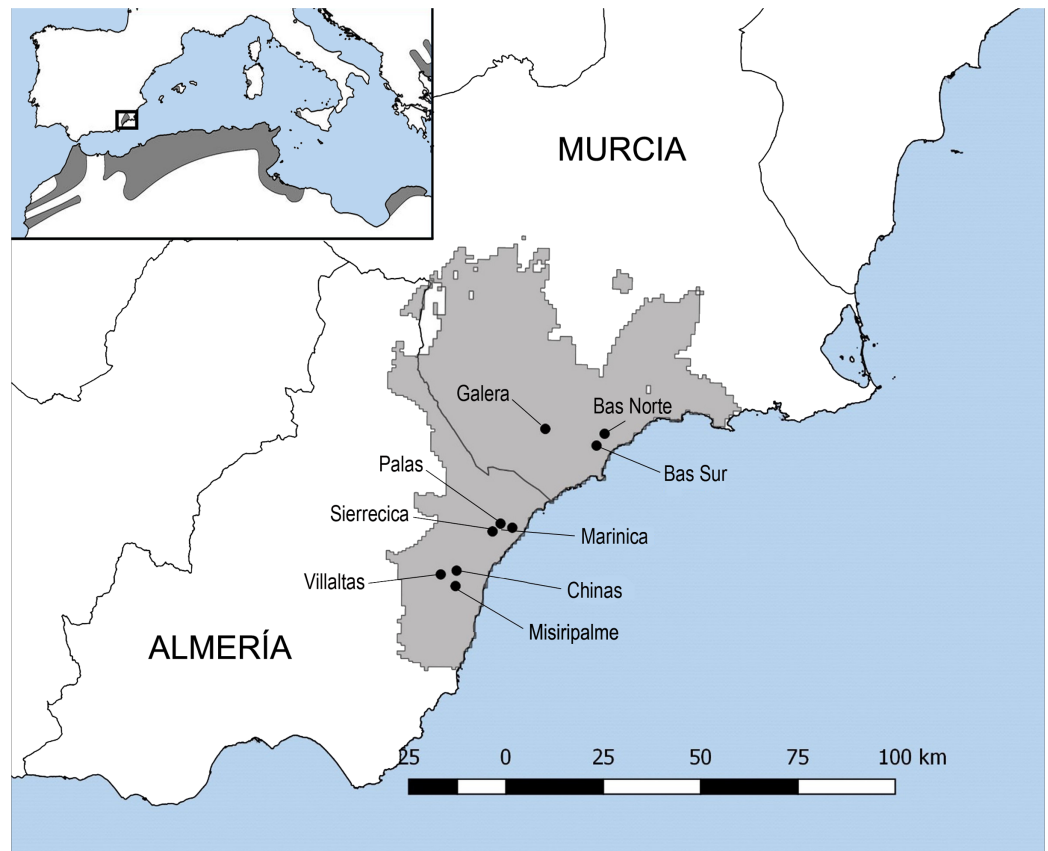 MURCIA
Galera
Bas Norte
Bas Sur
Palas
Sierrecica
Marinica
Villaltas
Chinas
Misiripalme
ALMERÍA
25 0 25 50 75 100 km